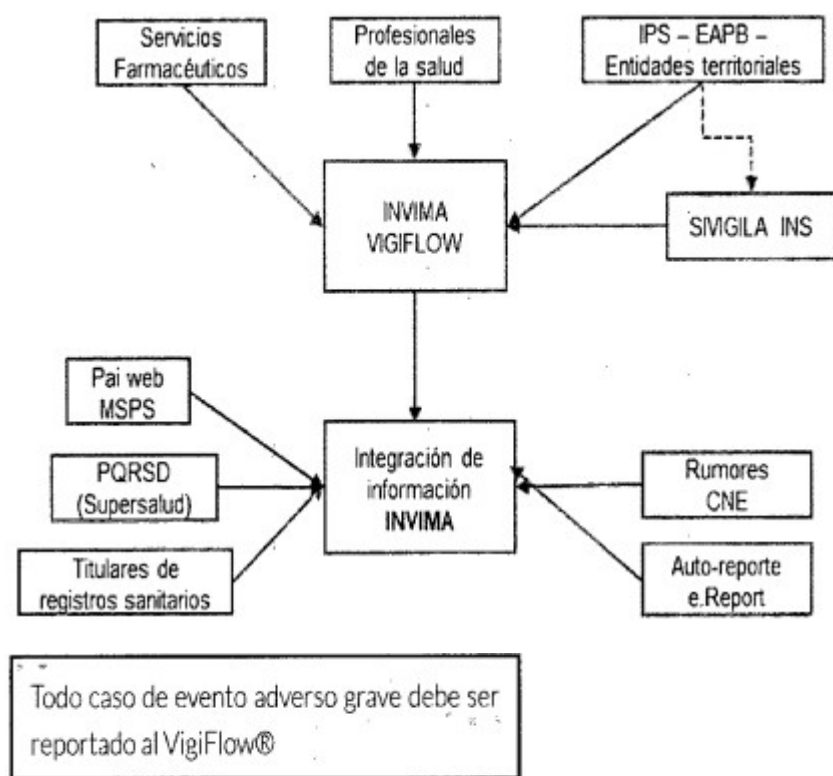 Servicios
Farmacéuticos
Profesionales
de la salud
IPS – EAPB –
Entidades territoriales
INVIMA
VIGIFLOW
SIVIGILA INS
Pai web
MSPS
PQRSD
(Supersalud)
Titulares de
registros sanitarios
Integración de
información
INVIMA
Rumores
CNE
Auto-reporte
e.Report
Todo caso de evento adverso grave debe ser
reportado al VigiFlow®